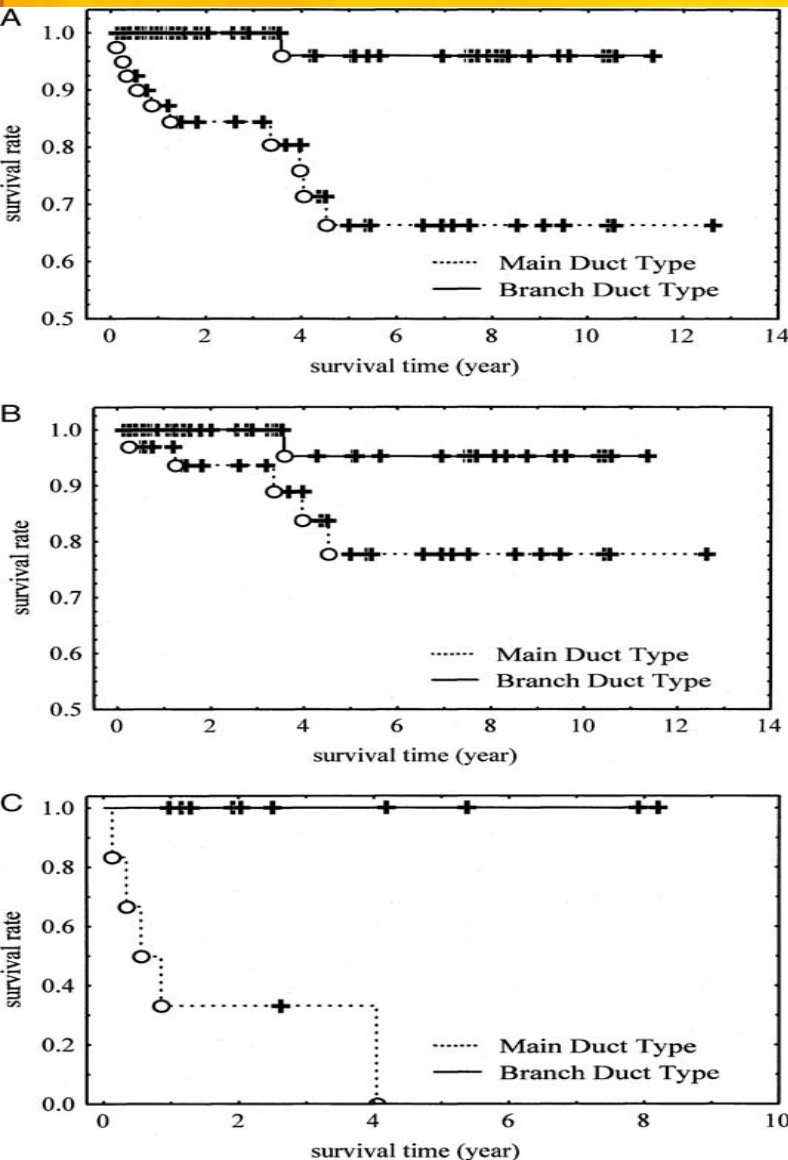 A
1.0
0.9
0.8
0.7
0.6
0.5
survival rate
Main Duct Type
Branch Duct Type
0 2 4 6 8 10 12 14
survival time (year)
B
1.0
0.9
0.8
0.7
0.6
0.5
survival rate
Main Duct Type
Branch Duct Type
0 2 4 6 8 10 12 14
survival time (year)
C
1.0
0.8
0.6
0.4
0.2
0.0
survival rate
Main Duct Type
Branch Duct Type
0 2 4 6 8 10
survival time (year)